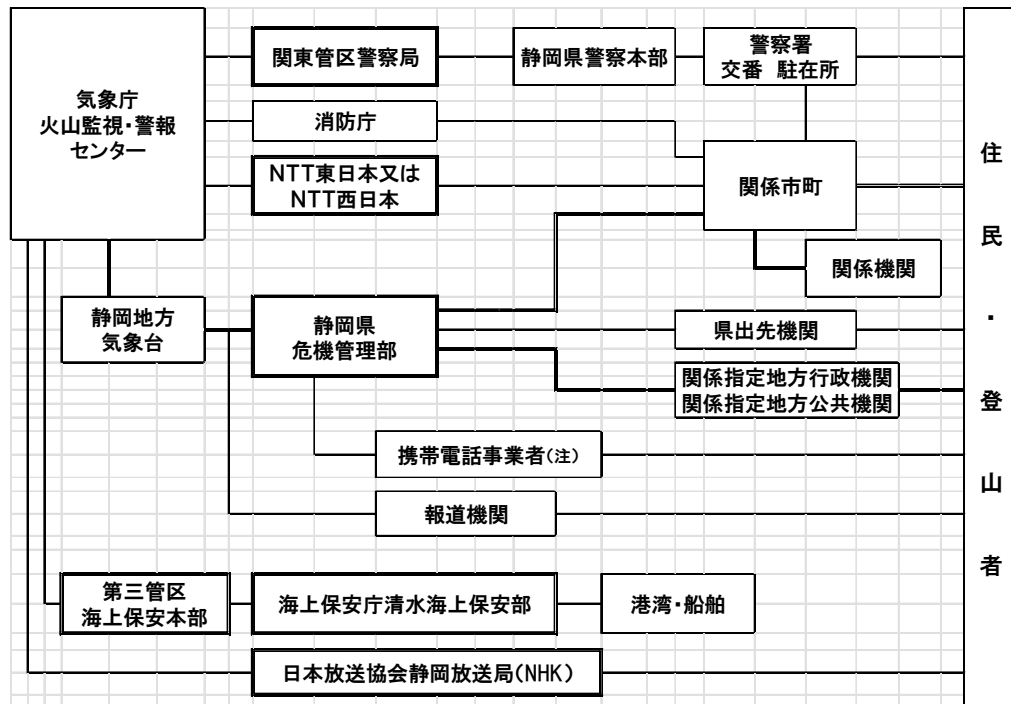 気象庁
火山監視・警報
センター
関東管区警察局
静岡県警察本部
警察署
交番 駐在所
消防庁
NTT東日本又は
NTT西日本
関係市町
関係機関
静岡地方
気象台
静岡県
危機管理部
県出先機関
関係指定地方行政機関
関係指定地方公共機関
携帯電話事業者(注)
報道機関
第三管区
海上保安本部
海上保安庁清水海上保安部
港湾・船舶
日本放送協会静岡放送局(NHK)
住民・登山者